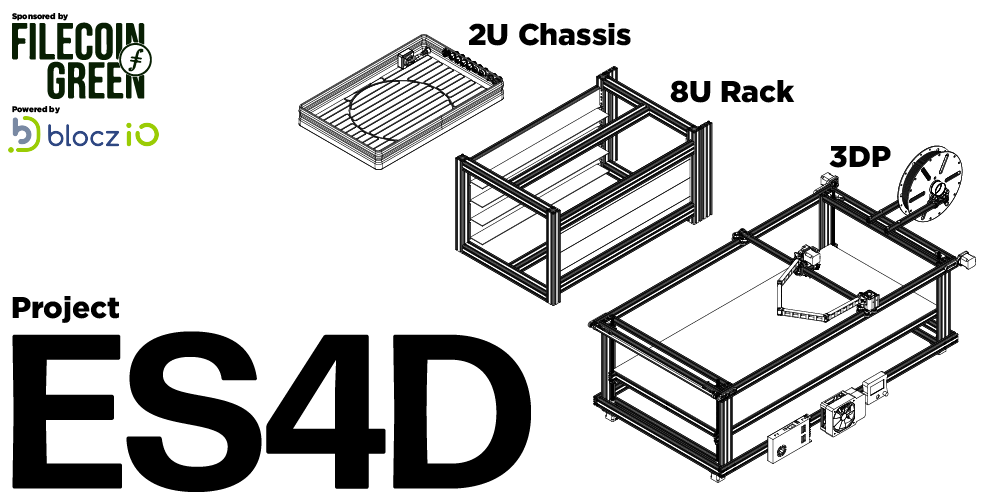 Sponsored by
FILECOIN
GREEN
Powered by
blocz io
2U Chassis
8U Rack
3DP
Project
ES4D